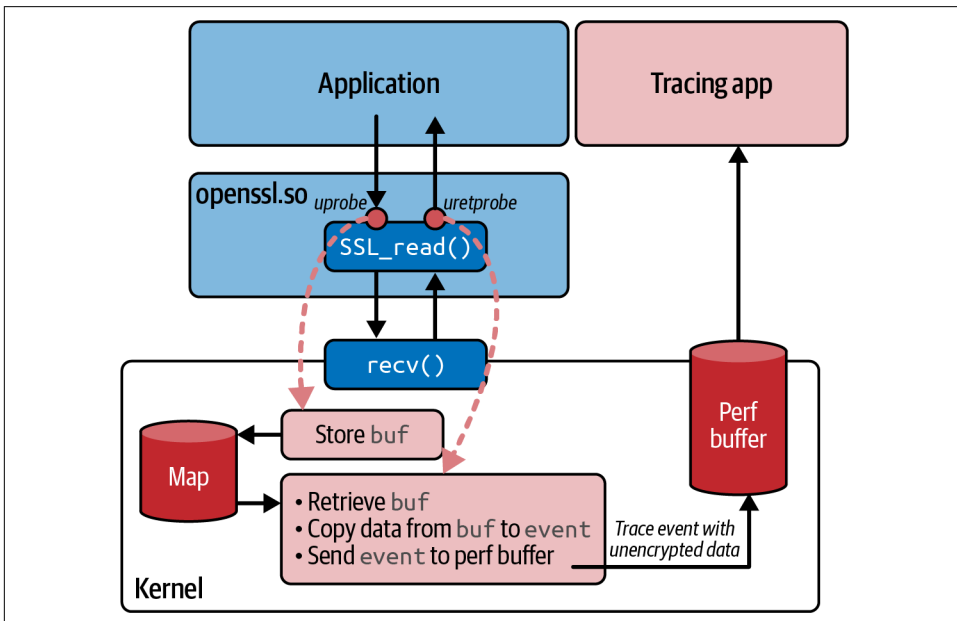 Application
Tracing app
openssl.so
uprobe
uretprobe
SSL_read()
recv()
Store buf
Map
• Retrieve buf
• Copy data from buf to event
• Send event to perf buffer
Perf
buffer
Trace event with
unencrypted data
Kernel